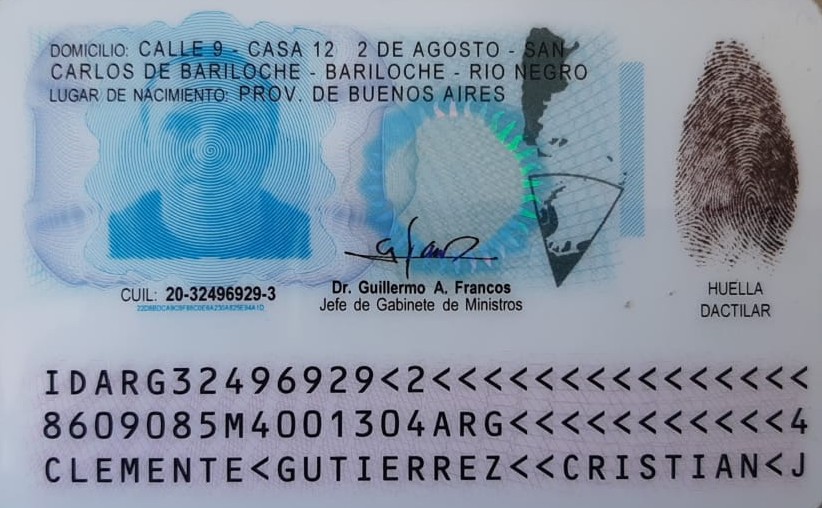 DOMICILIO: CALLE 9 - CASA 12 2 DE AGOSTO - SAN
CARLOS DE BARILOCHE - BARILOCHE - RIO NEGRO
LUGAR DE NACIMIENTO: PROV. DE BUENOS AIRES
CUIL: 20-32496929-3
Dr. Guillermo A. Francos
Jefe de Gabinete de Ministros
HUELLA
DACTILAR
IDARG32496929<2<<<<<<<<<<<<<<<
8609085M4001304ARG<<<<<<<<<<<4
CLEMENTE<GUTIERREZ<<CRISTIAN<J